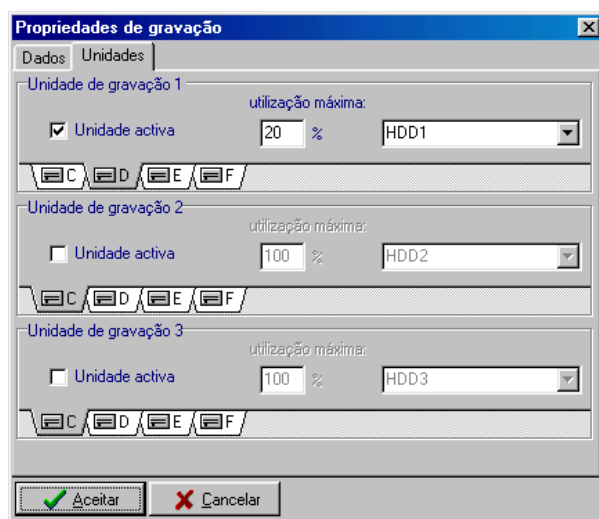 Propriedades de gravação
Dados Unidades
Unidade de gravação 1
utilização máxima:
Unidade activa 20 % HDD1
C D E F
Unidade de gravação 2
utilização máxima:
Unidade activa 100 % HDD2
C D E F
Unidade de gravação 3
utilização máxima:
Unidade activa 100 % HDD3
C D E F
Aceitar Cancelar